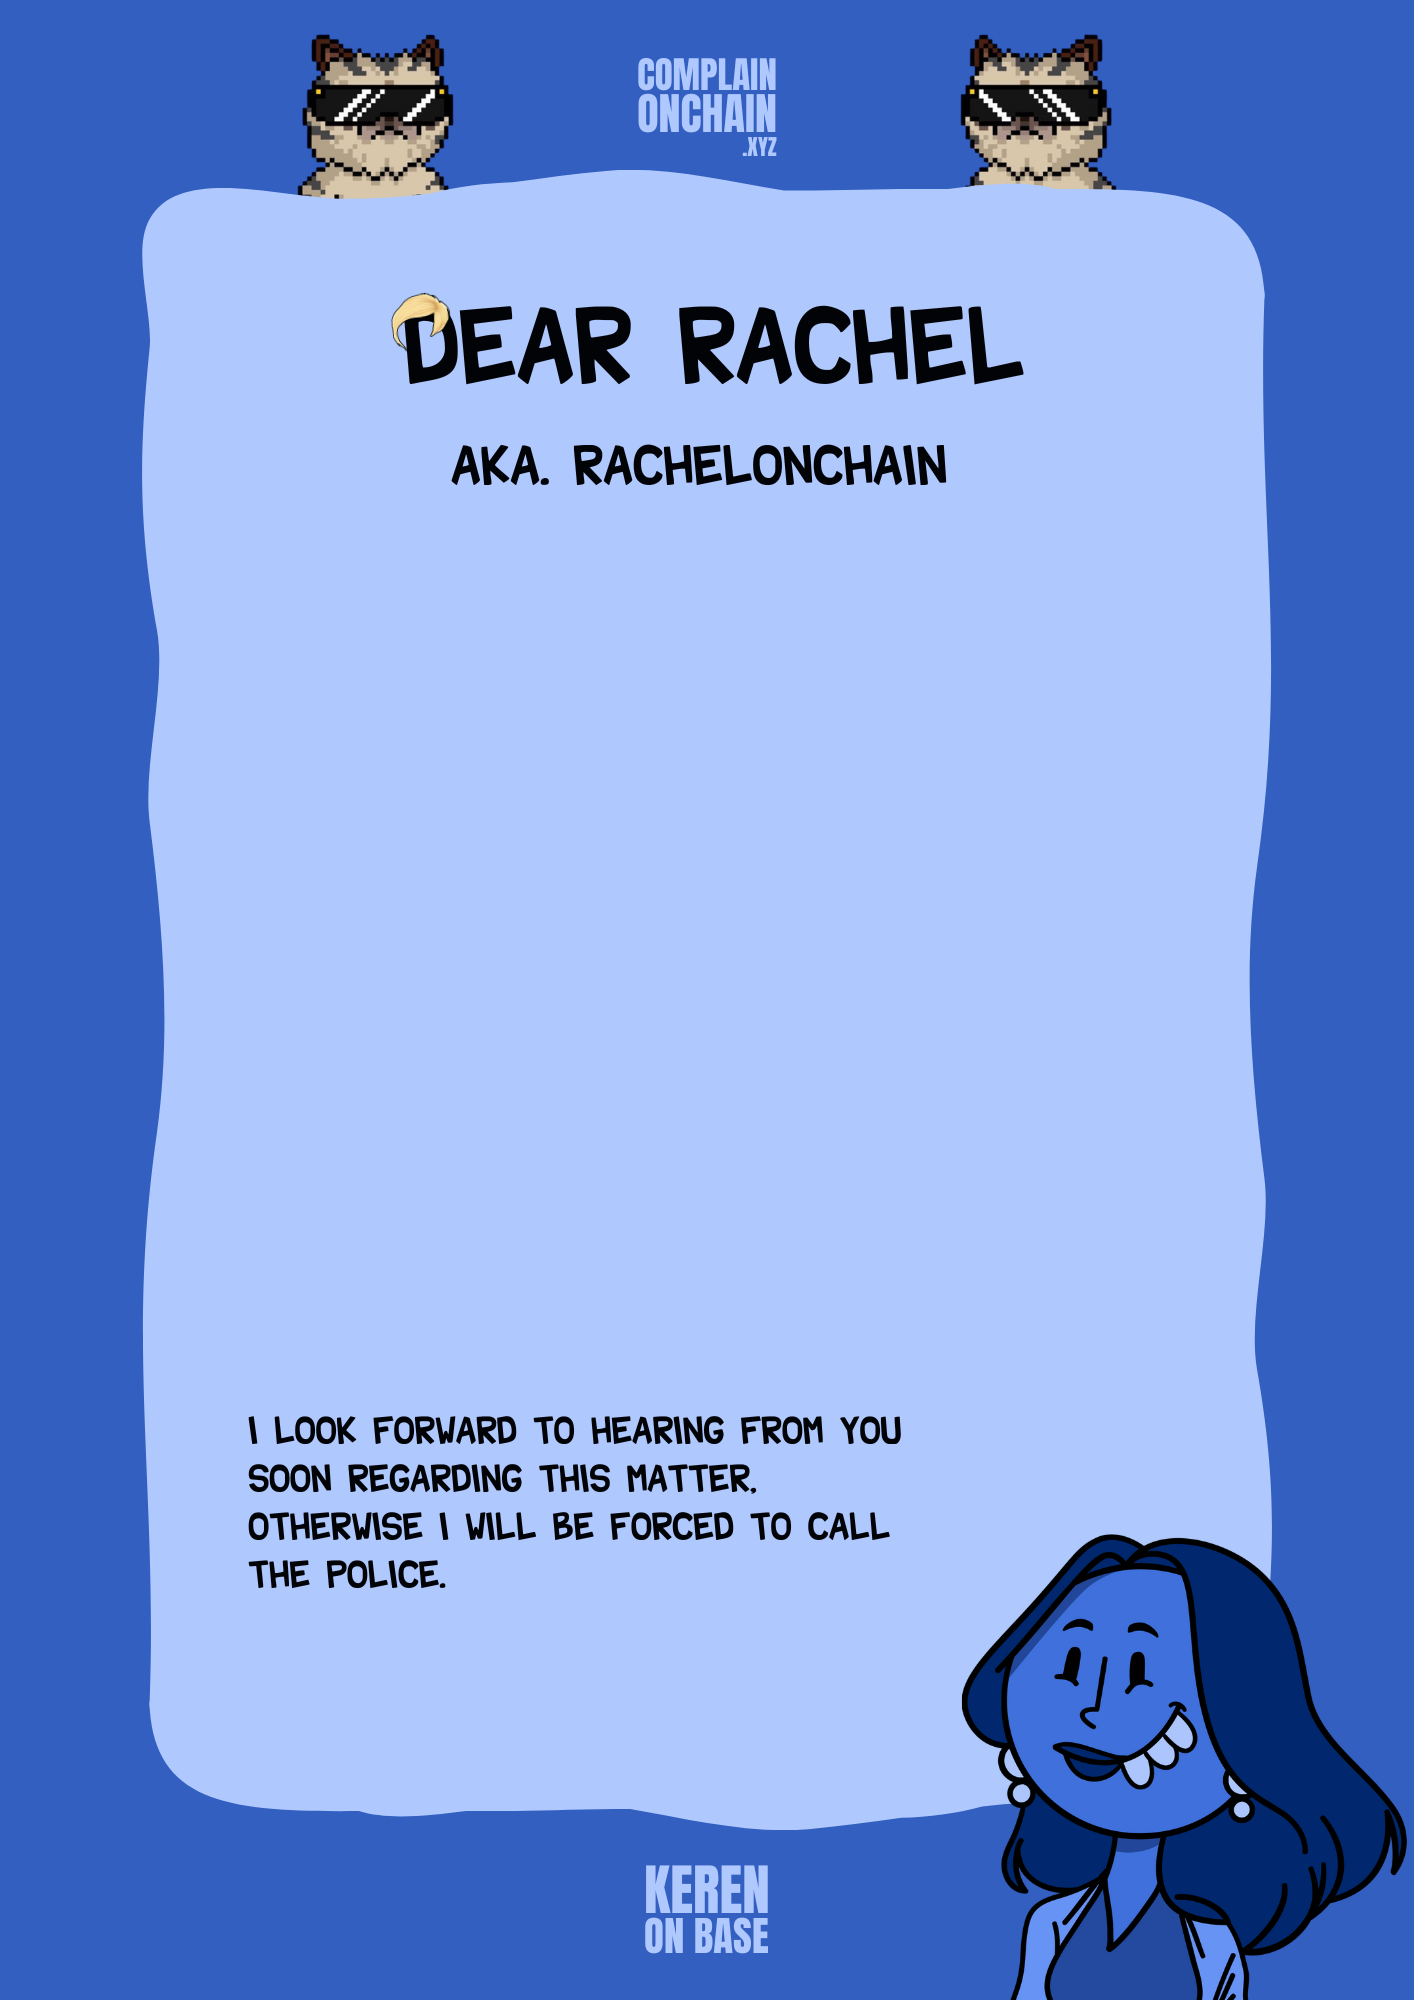 COMPLAIN
ONCHAIN
.XYZ
DEAR RACHEL
AKA. RACHELONCHAIN
I LOOK FORWARD TO HEARING FROM YOU
SOON REGARDING THIS MATTER.
OTHERWISE I WILL BE FORCED TO CALL
THE POLICE.
KEREN
ON BASE